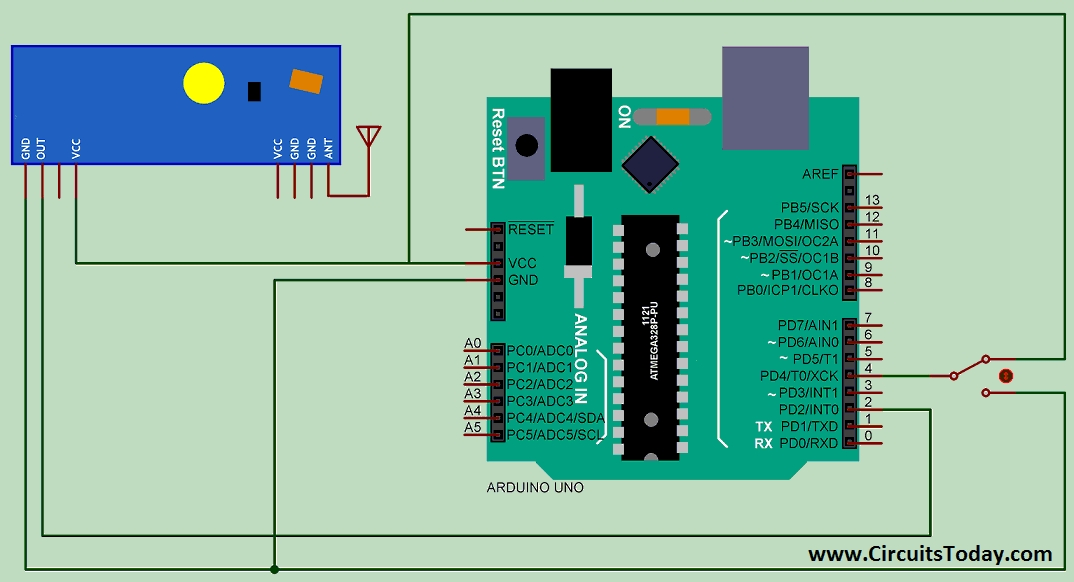 GND
OUT
VCC
VCC
GND
GND
ANT
Reset BTN
ON
RESET
VCC
GND
ANALOG IN
A0 PC0/ADC0
A1 PC1/ADC1
A2 PC2/ADC2
A3 PC3/ADC3
A4 PC4/ADC4/SDA
A5 PC5/ADC5/SCL
1121
ATMEGA328P-PU
AREF
PB5/SCK 13
PB4/MISO 12
~PB3/MOSI/OC2A 11
~PB2/SS/OC1B 10
~PB1/OC1A 9
PB0/ICP1/CLKO 8
PD7/AIN1 7
~PD6/AIN0 6
~PD5/T1 5
PD4/T0/XCK 4
~PD3/INT1 3
PD2/INT0 2
TX PD1/TXD 1
RX PD0/RXD 0
ARDUINO UNO
www.CircuitsToday.com